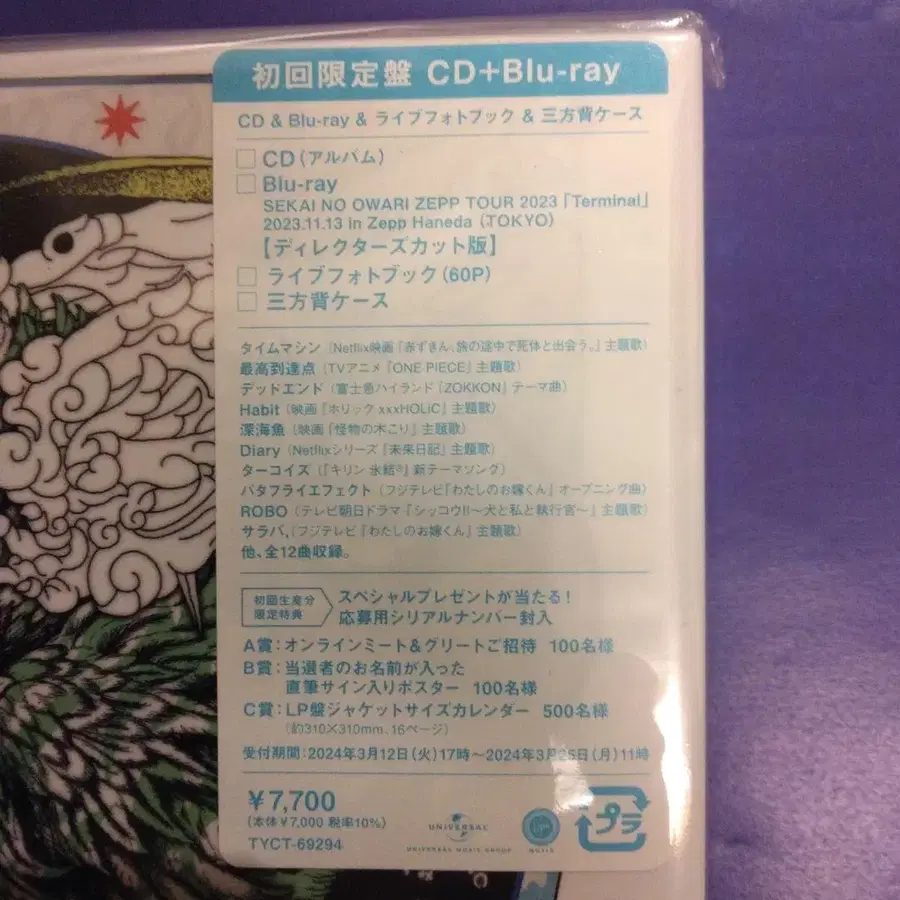 初回限定盤 CD+Blu-ray
CD & Blu-ray & ライブフォトブック & 三方背ケース
□ CD（アルバム）
□ Blu-ray
SEKAI NO OWARI ZEPP TOUR 2023「Terminal」
2023.11.13 in Zepp Haneda（TOKYO）
【ディレクターズカット版】
□ ライブフォトブック（60P）
□ 三方背ケース
タイムマシン（Netflix映画『赤ずきん、旅の途中で死体と出会う。』主題歌）
最高到達点（TVアニメ『ONE PIECE』主題歌）
デッドエンド（富士急ハイランド『ZOKKON』テーマ曲）
Habit（映画『ホリック xxxHOLiC』主題歌）
深海魚（映画『怪物の木こり』主題歌）
Diary（Netflixシリーズ『未来日記』主題歌）
ターコイズ（『キリン 氷結®』新テーマソング）
バタフライエフェクト（フジテレビ『わたしのお嫁くん』オープニング曲）
ROBO（テレビ朝日ドラマ『シッコウ!!～犬と私と執行官～』主題歌）
サラバ、（フジテレビ『わたしのお嫁くん』主題歌）
他、全12曲収録。
初回生産分
限定特典
スペシャルプレゼントが当たる！
応募用シリアルナンバー封入
A賞：オンラインミート＆グリートご招待 100名様
B賞：当選者のお名前が入った
直筆サイン入りポスター 100名様
C賞：LP盤ジャケットサイズカレンダー 500名様
（約310×310mm、16ページ）
受付期間：2024年3月12日（火）17時～2024年3月25日（月）11時
¥7,700
（本体¥7,000 税率10%）
TYCT-69294
UNIVERSAL
UNIVERSAL MUSIC GROUP
プラ